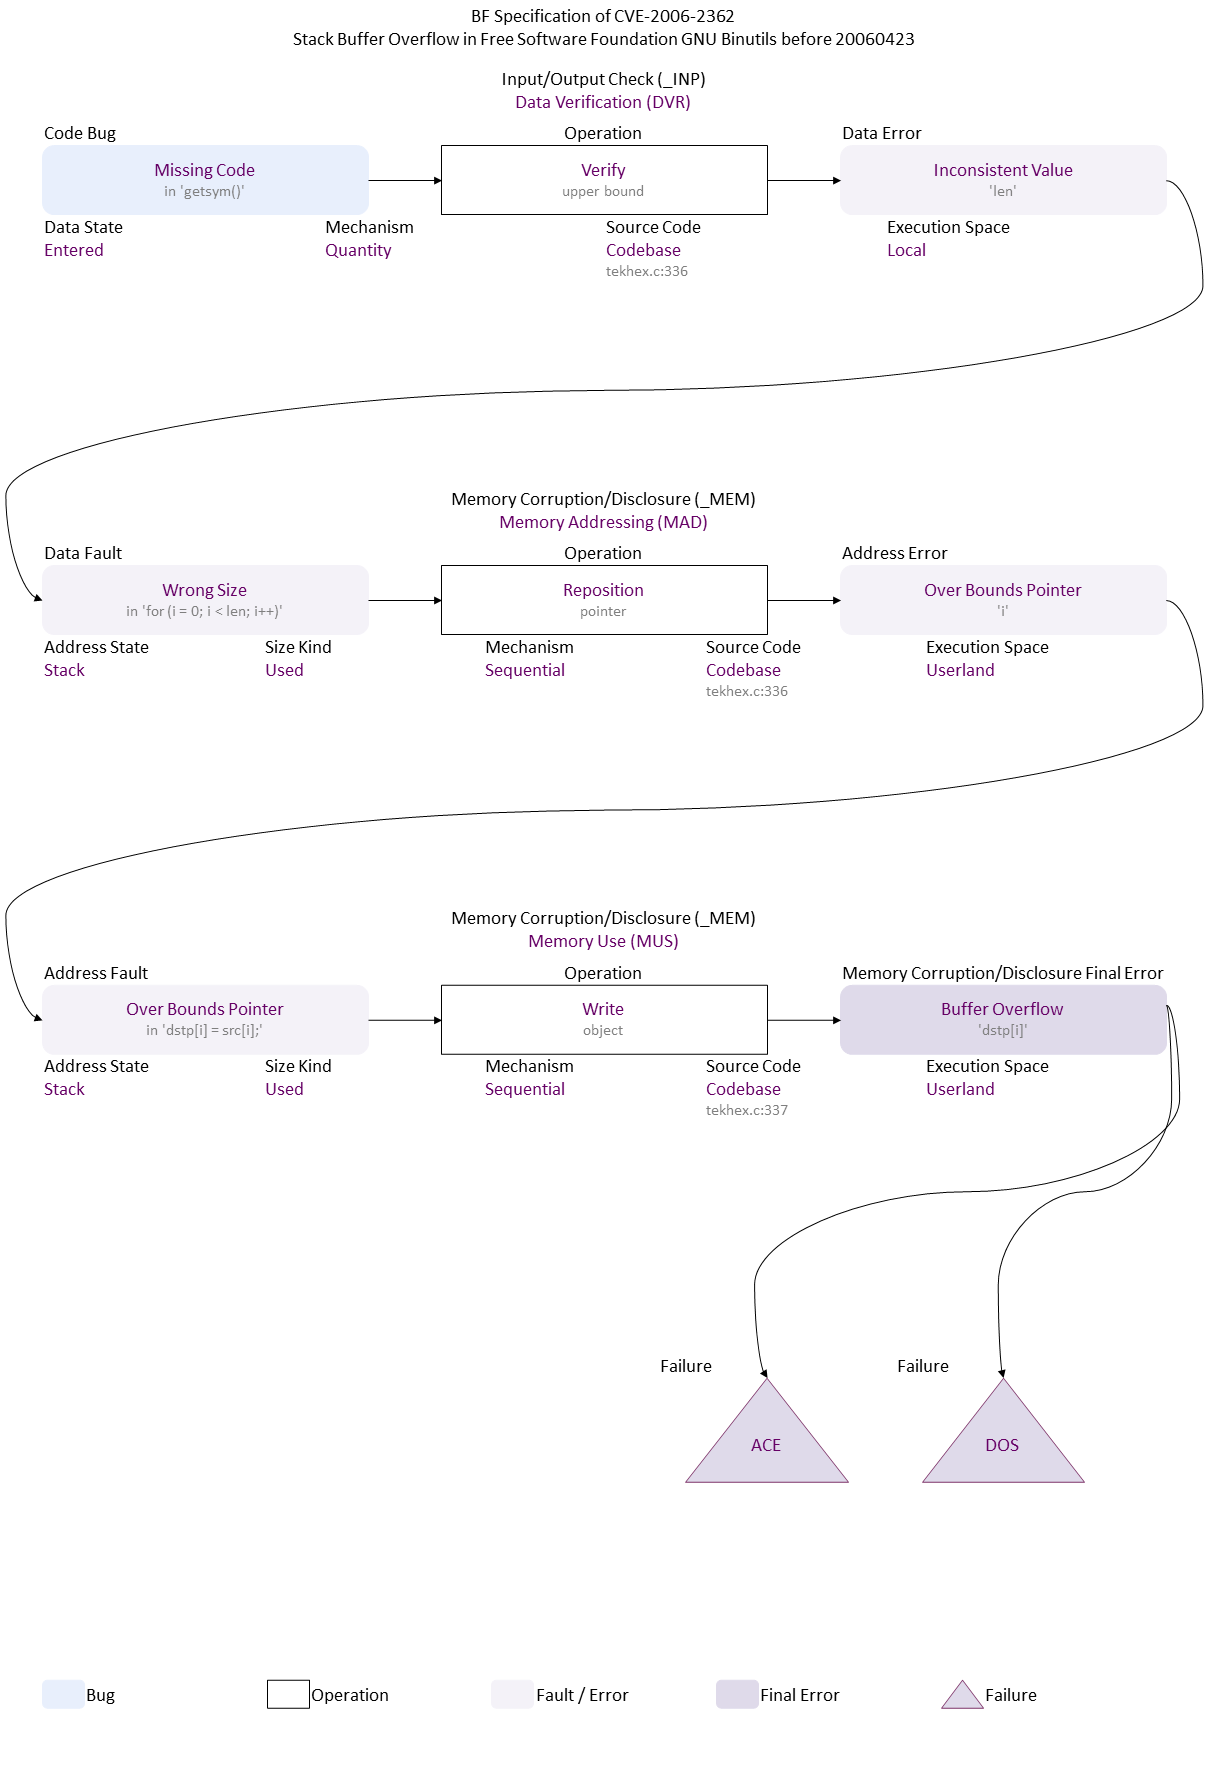 BF Specification of CVE-2006-2362
Stack Buffer Overflow in Free Software Foundation GNU Binutils before 20060423
Input/Output Check (_INP)
Data Verification (DVR)
Code Bug Operation Data Error
Missing Code Verify Inconsistent Value
in 'getsym()' upper bound 'len'
Data State Mechanism Source Code Execution Space
Entered Quantity Codebase Local
tekhex.c:336
Memory Corruption/Disclosure (_MEM)
Memory Addressing (MAD)
Data Fault Operation Address Error
Wrong Size Reposition Over Bounds Pointer
in 'for (i = 0; i < len; i++)' pointer 'i'
Address State Size Kind Mechanism Source Code Execution Space
Stack Used Sequential Codebase Userland
tekhex.c:336
Memory Corruption/Disclosure (_MEM)
Memory Use (MUS)
Address Fault Operation Memory Corruption/Disclosure Final Error
Over Bounds Pointer Write Buffer Overflow
in 'dstp[i] = src[i];' object 'dstp[i]'
Address State Size Kind Mechanism Source Code Execution Space
Stack Used Sequential Codebase Userland
tekhex.c:337
Failure Failure
ACE DOS
Bug Operation Fault / Error Final Error Failure